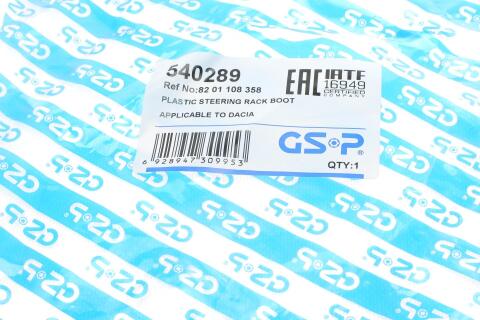 540289
Ref No:82 01 108 358
PLASTIC STEERING RACK BOOT
APPLICABLE TO DACIA
EAC IATF
16949
CERTIFIED
COMPANY
GSP®
6 928947 309953
QTY:1